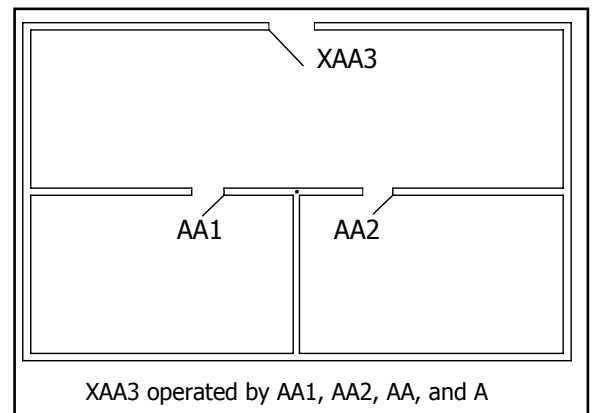 XAA3
AA1
AA2
XAA3 operated by AA1, AA2, AA, and A